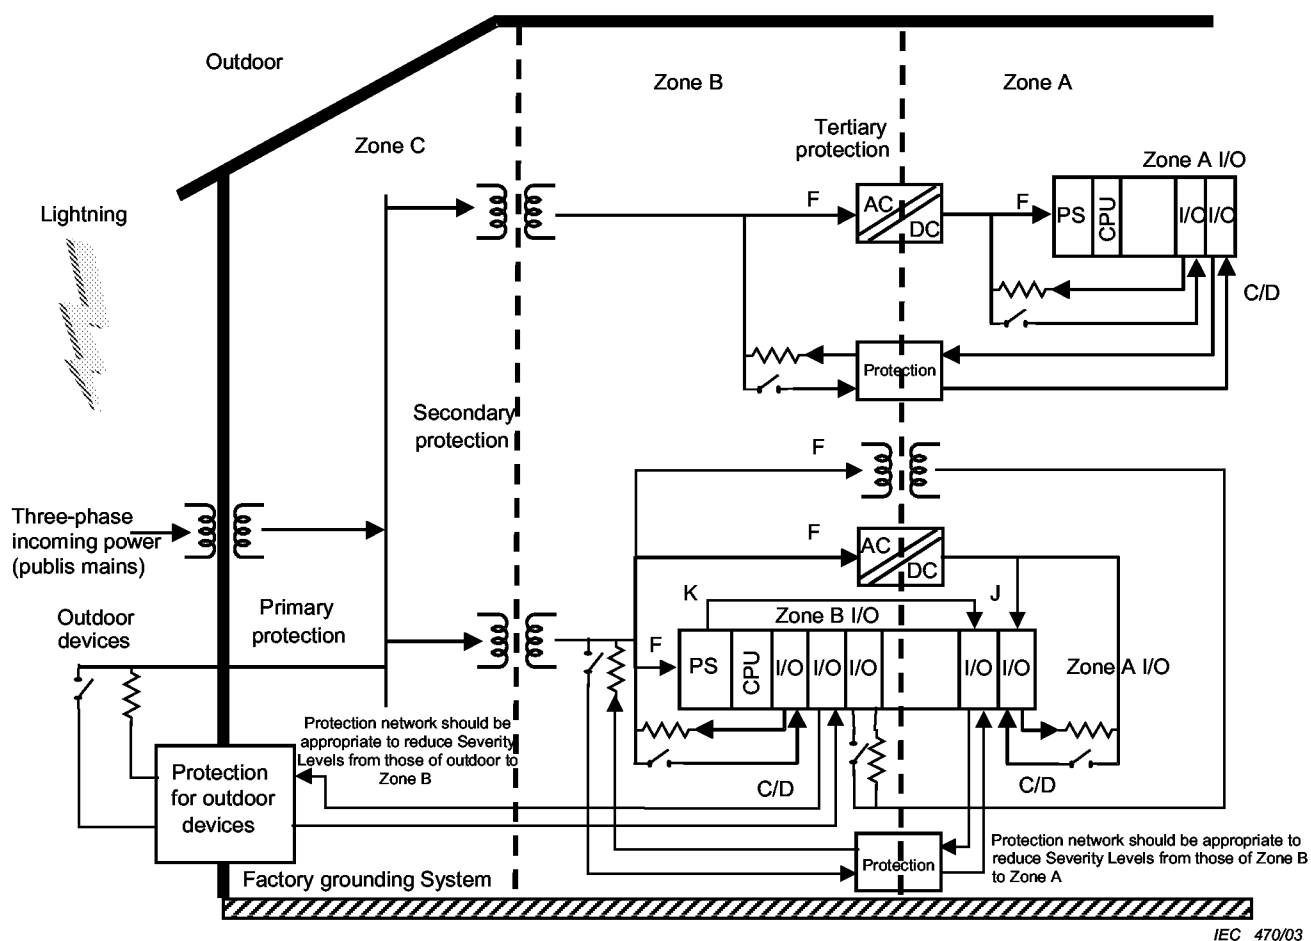 Outdoor
Zone B
Zone A
Zone C
Tertiary
protection
Zone A I/O
Lightning
F
AC
DC
F
PS
CPU
I/O
I/O
C/D
Protection
Secondary
protection
F
Three-phase
incoming power
(publis mains)
F
AC
DC
Outdoor
devices
Primary
protection
K
J
Zone B I/O
F
PS
CPU
I/O
I/O
I/O
I/O
I/O
Zone A I/O
Protection network should be
appropriate to reduce Severity
Levels from those of outdoor to
Zone B
Protection
for outdoor
devices
C/D
C/D
Protection
Protection network should be appropriate to
reduce Severity Levels from those of Zone B
to Zone A
Factory grounding System
IEC 470/03